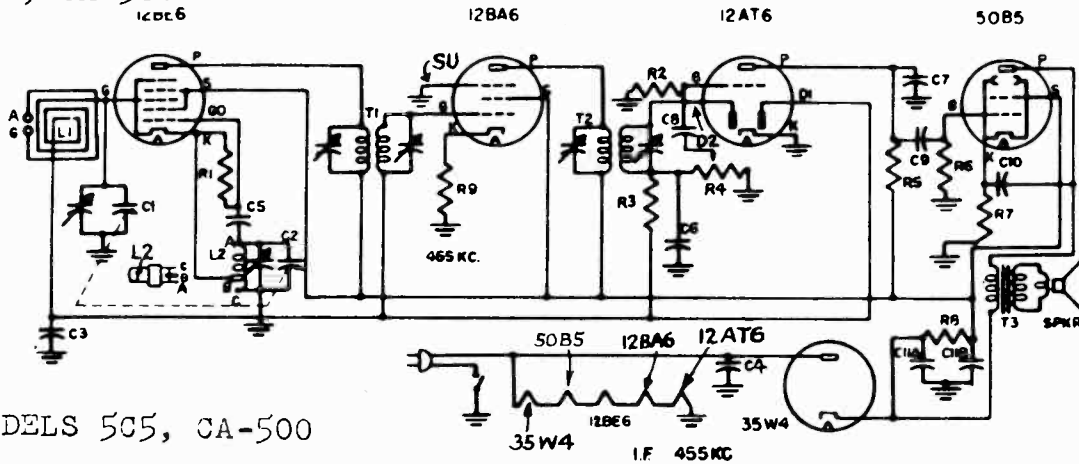 12BE6 12BA6 12AT6 50B5
P S GO K G A G L1
R1 C5 C1 L2 C2 A L2 C B A G C3
T1 SU G K R9 465 KC.
P S T2 R2 B C8 D2 R4 R3 C6
P D1 K C7 C9 R5 R6
P S B K C10 R7 T3 SPKR
R8 C11A C11B
50B5 12BA6 12AT6 C4
35W4 12BE6 35W4
I.F. 455KC
DELS 5C5, CA-500